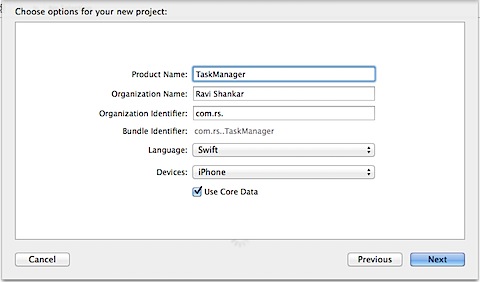 Choose options for your new project:
Product Name: TaskManager
Organization Name: Ravi Shankar
Organization Identifier: com.rs.
Bundle Identifier: com.rs..TaskManager
Language: Swift
Devices: iPhone
Use Core Data
Cancel Previous Next